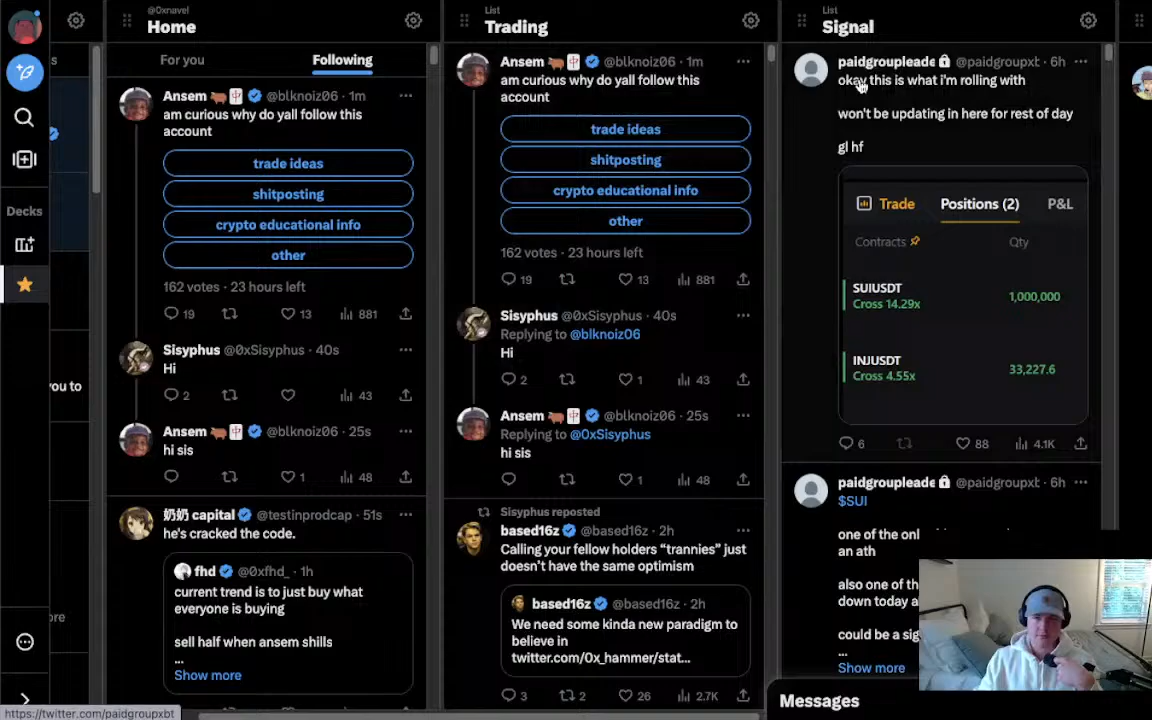 @0xnavel
Home
For you
Following
Ansem @blknoiz06 · 1m
am curious why do yall follow this
account
trade ideas
shitposting
crypto educational info
other
162 votes · 23 hours left
19
13
881
Sisyphus @0xSisyphus · 40s
Hi
2
43
Ansem @blknoiz06 · 25s
hi sis
1
48
奶奶 capital @testinprodcap · 51s
he's cracked the code.
fhd @0xfhd_ · 1h
current trend is to just buy what
everyone is buying
sell half when ansem shills
...
Show more
List
Trading
Ansem @blknoiz06 · 1m
am curious why do yall follow this
account
trade ideas
shitposting
crypto educational info
other
162 votes · 23 hours left
19
13
881
Sisyphus @0xSisyphus · 40s
Replying to @blknoiz06
Hi
2
1
43
Ansem @blknoiz06 · 25s
Replying to @0xSisyphus
hi sis
1
48
Sisyphus reposted
based16z @based16z · 2h
Calling your fellow holders “trannies” just
doesn't have the same optimism
based16z @based16z · 2h
We need some kinda new paradigm to
believe in
twitter.com/0x_hammer/stat...
3
2
26
2.7K
List
Signal
paidgroupleade @paidgroupxt · 6h
okay this is what i'm rolling with
won't be updating in here for rest of day
gl hf
Trade
Positions (2)
P&L
Contracts
Qty
SUIUSDT
Cross 14.29x
1,000,000
INJUSDT
Cross 4.55x
33,227.6
6
88
4.1K
paidgroupleade @paidgroupxt · 6h
$SUI
one of the onl
an ath
also one of th
down today a
could be a sig
...
Show more
Messages
Decks
s
ou to
ore
https://twitter.com/paidgroupxbt